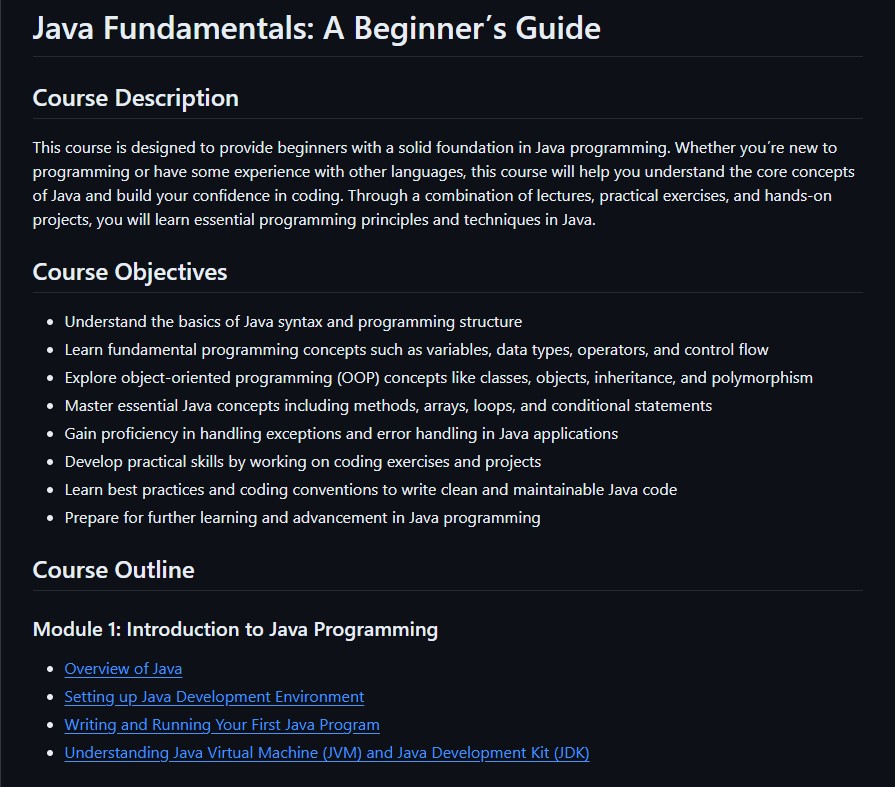 Java Fundamentals: A Beginner´s Guide
Course Description
This course is designed to provide beginners with a solid foundation in Java programming. Whether you´re new to
programming or have some experience with other languages, this course will help you understand the core concepts
of Java and build your confidence in coding. Through a combination of lectures, practical exercises, and hands-on
projects, you will learn essential programming principles and techniques in Java.
Course Objectives
• Understand the basics of Java syntax and programming structure
• Learn fundamental programming concepts such as variables, data types, operators, and control flow
• Explore object-oriented programming (OOP) concepts like classes, objects, inheritance, and polymorphism
• Master essential Java concepts including methods, arrays, loops, and conditional statements
• Gain proficiency in handling exceptions and error handling in Java applications
• Develop practical skills by working on coding exercises and projects
• Learn best practices and coding conventions to write clean and maintainable Java code
• Prepare for further learning and advancement in Java programming
Course Outline
Module 1: Introduction to Java Programming
• Overview of Java
• Setting up Java Development Environment
• Writing and Running Your First Java Program
• Understanding Java Virtual Machine (JVM) and Java Development Kit (JDK)